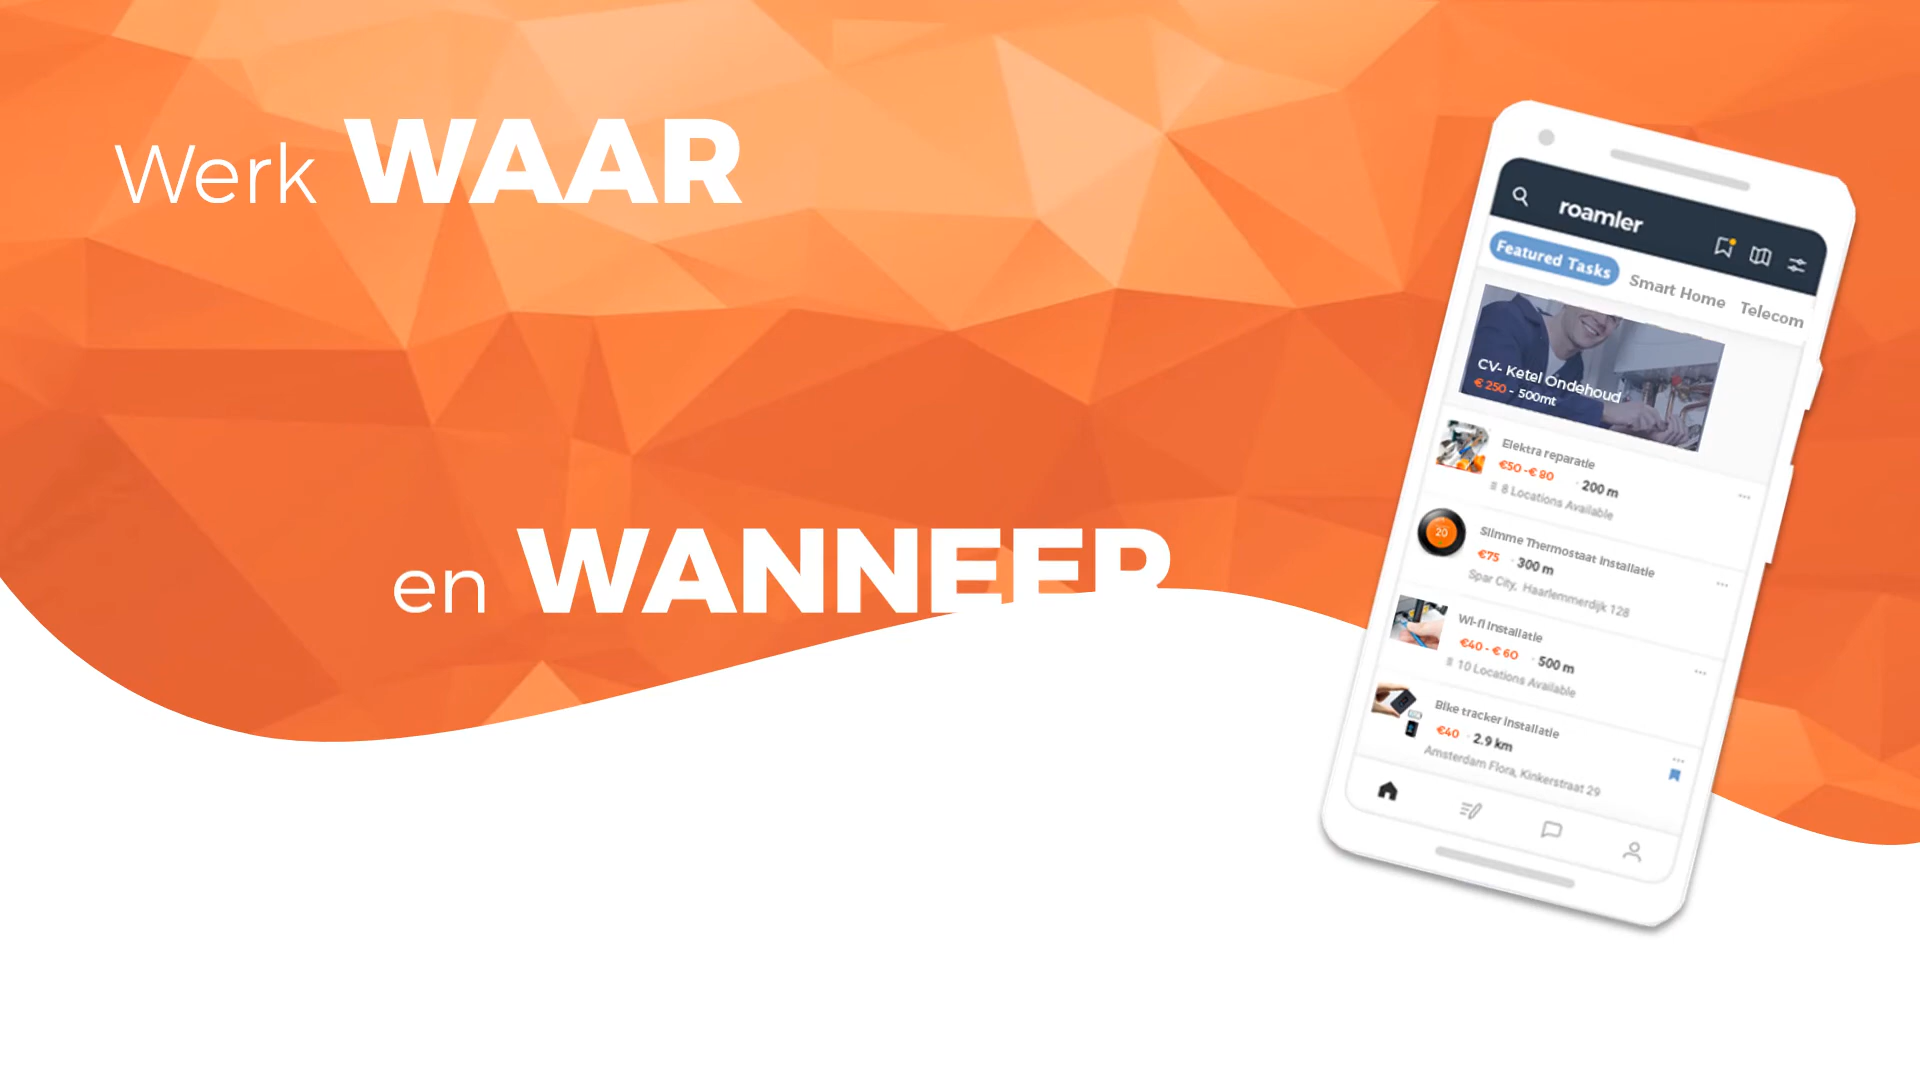 Werk WAAR
en WANNEER
roamler
Featured Tasks Smart Home Telecom
CV- Ketel Ondehoud
€ 250 - 500mt
Elektra reparatie
€50 -€ 80 · 200 m
8 Locations Available
20
Slimme Thermostaat Installatie
€75 · 300 m
Spar City, Haarlemmerdijk 128
Wi-fi Installatie
€40 - € 60 · 500 m
10 Locations Available
Bike tracker installatie
€40 · 2.9 km
Amsterdam Flora, Kinkerstraat 29